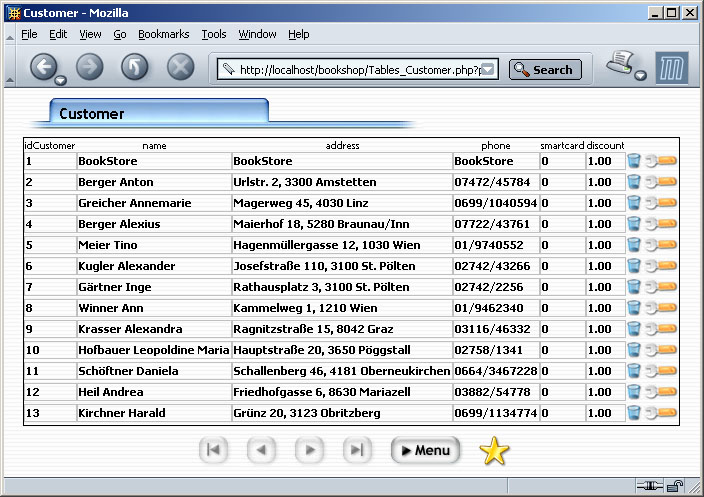 Customer - Mozilla
File Edit View Go Bookmarks Tools Window Help
http://localhost/bookshop/Tables_Customer.php?p Search
Customer
idCustomer name address phone smartcard discount
1 BookStore BookStore BookStore 0 1.00
2 Berger Anton Urlstr. 2, 3300 Amstetten 07472/45784 0 1.00
3 Greicher Annemarie Magerweg 45, 4030 Linz 0699/1040594 0 1.00
4 Berger Alexius Maierhof 18, 5280 Braunau/Inn 07722/43761 0 1.00
5 Meier Tino Hagenmüllergasse 12, 1030 Wien 01/9740552 0 1.00
6 Kugler Alexander Josefstraße 110, 3100 St. Pölten 02742/43266 0 1.00
7 Gärtner Inge Rathausplatz 3, 3100 St. Pölten 02742/2256 0 1.00
8 Winner Ann Kammelweg 1, 1210 Wien 01/9462340 0 1.00
9 Krasser Alexandra Ragnitzstraße 15, 8042 Graz 03116/46332 0 1.00
10 Hofbauer Leopoldine Maria Hauptstraße 20, 3650 Pöggstall 02758/1341 0 1.00
11 Schöftner Daniela Schallenberg 46, 4181 Oberneukirchen 0664/3467228 0 1.00
12 Heil Andrea Friedhofgasse 6, 8630 Mariazell 03882/54778 0 1.00
13 Kirchner Harald Grünz 20, 3123 Obritzberg 0699/1134774 0 1.00
Menu